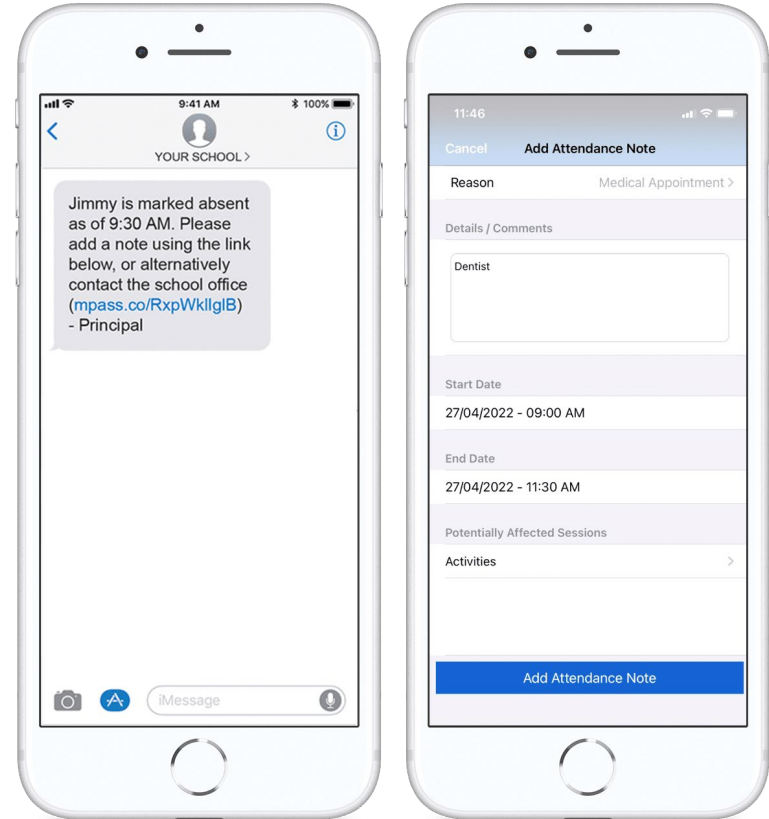 9:41 AM
100%
YOUR SCHOOL >
Jimmy is marked absent
as of 9:30 AM. Please
add a note using the link
below, or alternatively
contact the school office
(mpass.co/RxpWkllglB)
- Principal
iMessage
11:46
Cancel Add Attendance Note
Reason Medical Appointment >
Details / Comments
Dentist
Start Date
27/04/2022 - 09:00 AM
End Date
27/04/2022 - 11:30 AM
Potentially Affected Sessions
Activities >
Add Attendance Note